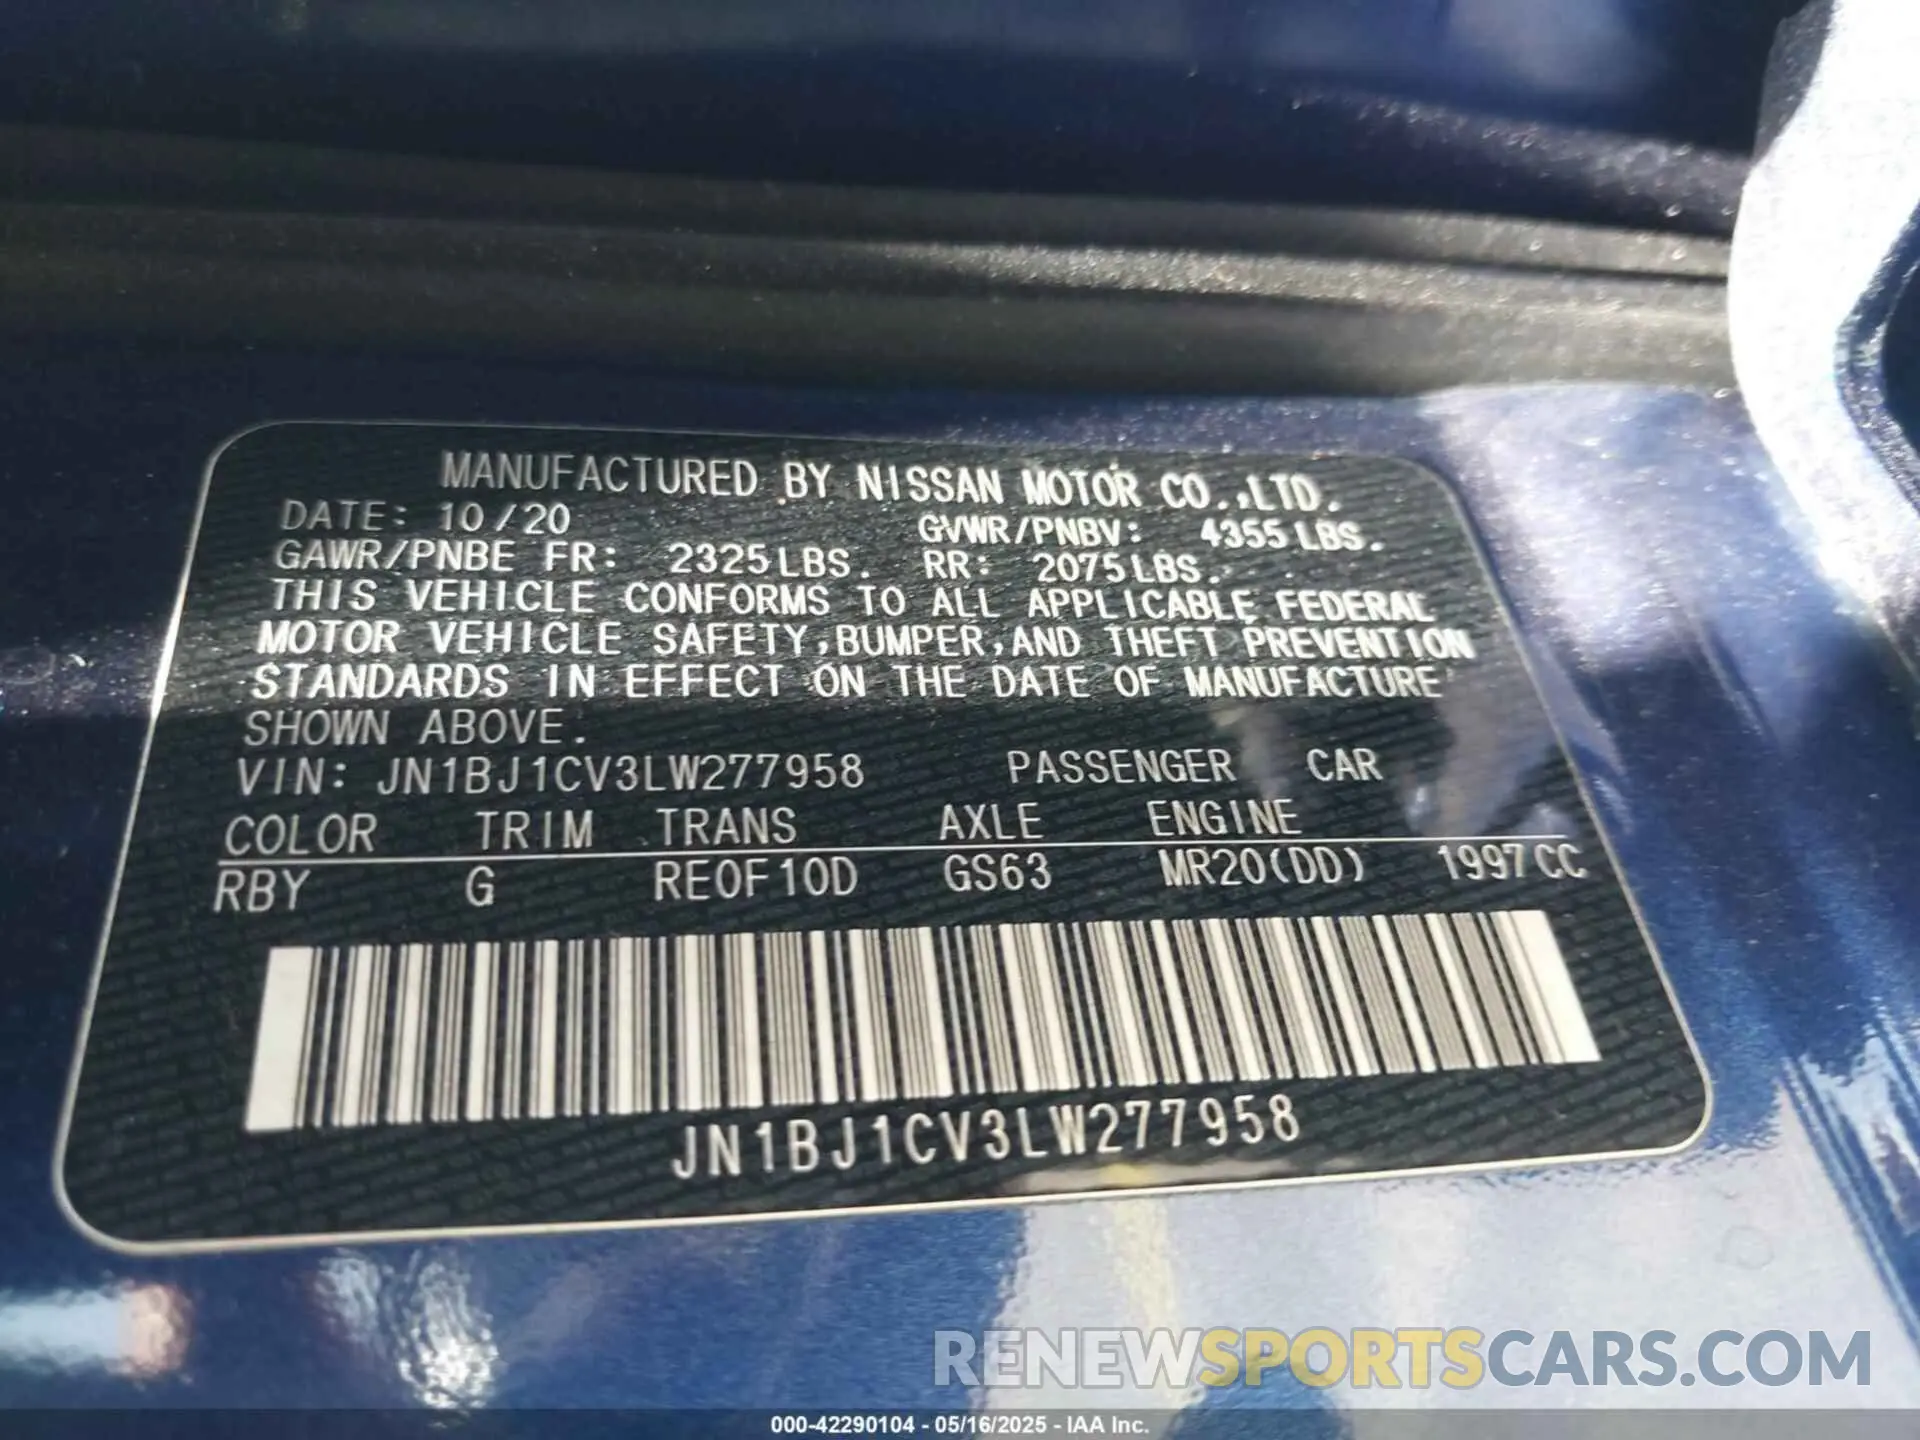 MANUFACTURED BY NISSAN MOTOR CO.,LTD.
DATE: 10/20 GVWR/PNBV: 4355 LBS.
GAWR/PNBE FR: 2325LBS. RR: 2075LBS.
THIS VEHICLE CONFORMS TO ALL APPLICABLE FEDERAL
MOTOR VEHICLE SAFETY,BUMPER,AND THEFT PREVENTION
STANDARDS IN EFFECT ON THE DATE OF MANUFACTURE
SHOWN ABOVE.
VIN: JN1BJ1CV3LW277958 PASSENGER CAR
COLOR TRIM TRANS AXLE ENGINE
RBY G RE0F10D GS63 MR20(DD) 1997CC
JN1BJ1CV3LW277958
RENEWSPORTSCARS.COM
000-42290104 - 05/16/2025 - IAA Inc.